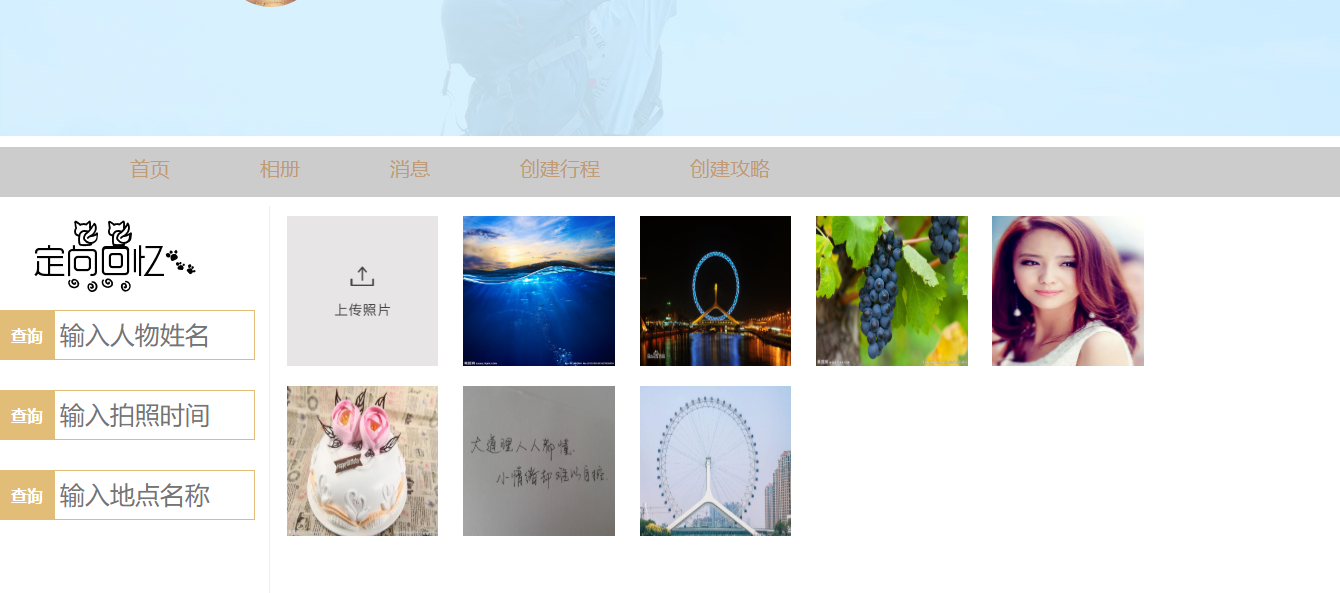 首页 相册 消息 创建行程 创建攻略
定向回忆
查询 输入人物姓名
查询 输入拍照时间
查询 输入地点名称
上传照片
大道理人人都懂,
小情绪却难以自控.